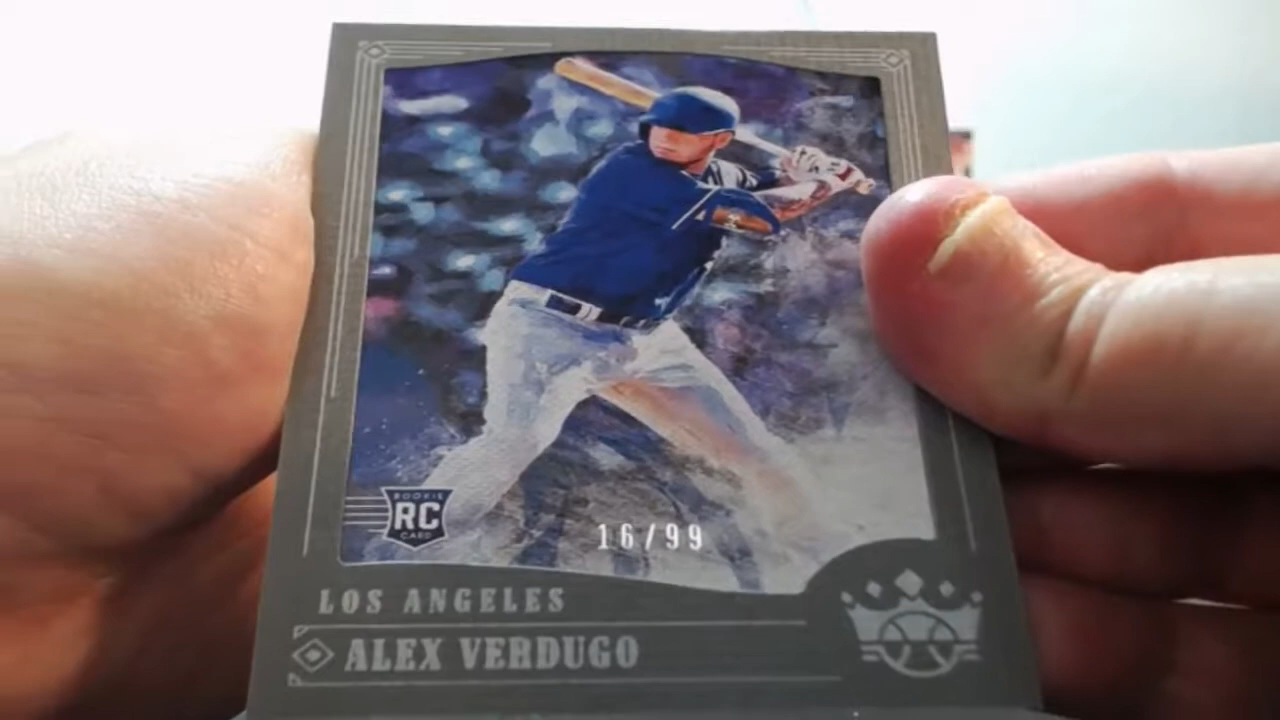 ROOKIE
RC
CARD
16/99
LOS ANGELES
ALEX VERDUGO